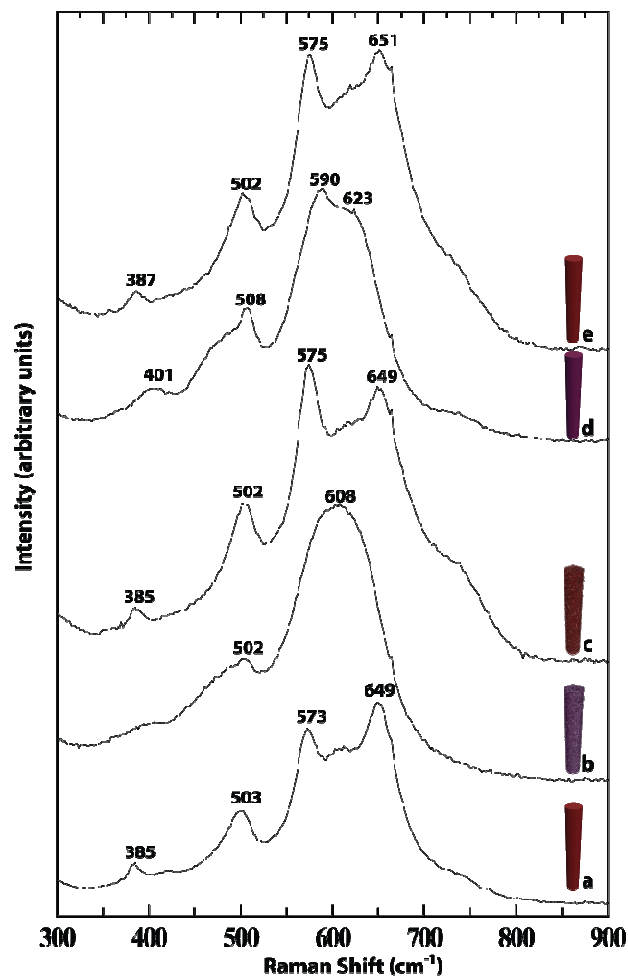 575
651
502
590
623
387
508
e
401
575
649
d
502
608
385
c
502
649
573
b
503
385
a
300 400 500 600 700 800 900
Raman Shift (cm⁻¹)
Intensity (arbitrary units)